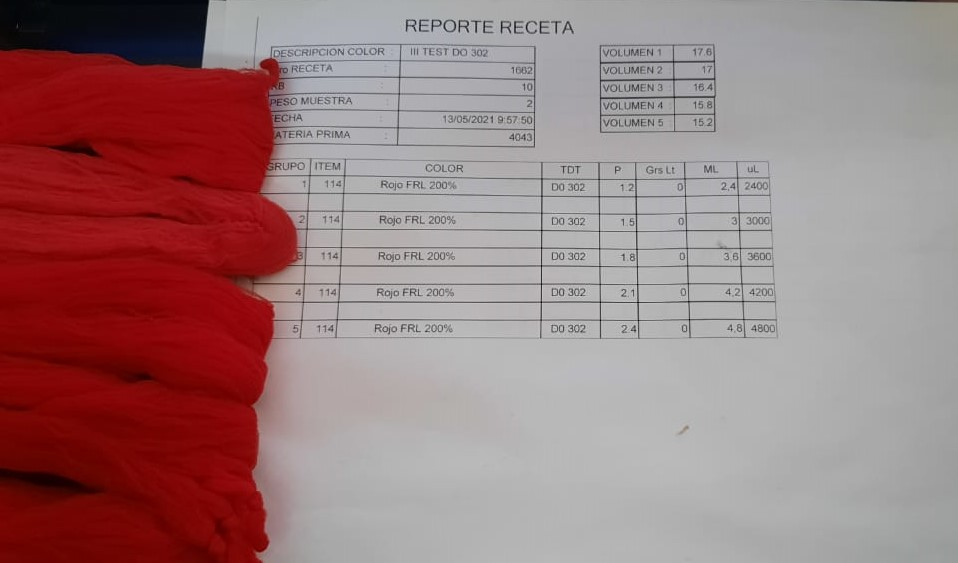 REPORTE RECETA
DESCRIPCION COLOR : III TEST DO 302
RECETA : 1662
: 10
PESO MUESTRA : 2
FECHA : 13/05/2021 9:57:50
MATERIA PRIMA : 4043
VOLUMEN 1 17.6
VOLUMEN 2 : 17
VOLUMEN 3 : 16.4
VOLUMEN 4 : 15.8
VOLUMEN 5 : 15.2
GRUPO ITEM COLOR TDT P Grs Lt ML uL
1 114 Rojo FRL 200% D0 302 1.2 0 2,4 2400
2 114 Rojo FRL 200% D0 302 1.5 0 3 3000
3 114 Rojo FRL 200% D0 302 1.8 0 3,6 3600
4 114 Rojo FRL 200% D0 302 2.1 0 4,2 4200
5 114 Rojo FRL 200% D0 302 2.4 0 4,8 4800